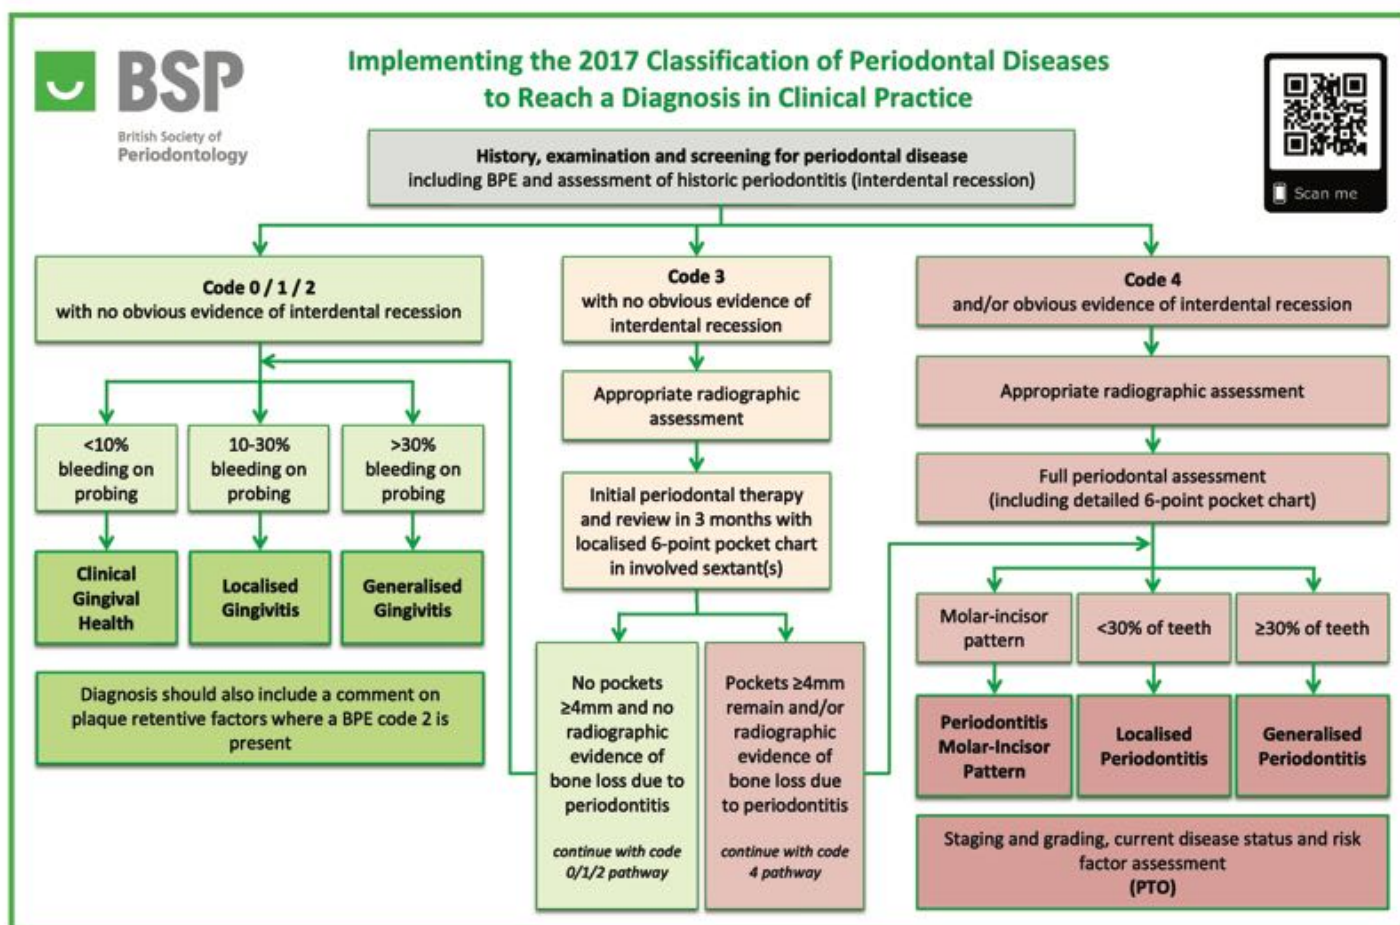 BSP
British Society of
Periodontology
Implementing the 2017 Classification of Periodontal Diseases
to Reach a Diagnosis in Clinical Practice
Scan me
History, examination and screening for periodontal disease
including BPE and assessment of historic periodontitis (interdental recession)
Code 0 / 1 / 2
with no obvious evidence of interdental recession
<10%
bleeding on
probing
10-30%
bleeding on
probing
>30%
bleeding on
probing
Clinical
Gingival
Health
Localised
Gingivitis
Generalised
Gingivitis
Diagnosis should also include a comment on
plaque retentive factors where a BPE code 2 is
present
Code 3
with no obvious evidence of
interdental recession
Appropriate radiographic
assessment
Initial periodontal therapy
and review in 3 months with
localised 6-point pocket chart
in involved sextant(s)
No pockets
≥4mm and no
radiographic
evidence of
bone loss due to
periodontitis
continue with code
0/1/2 pathway
Pockets ≥4mm
remain and/or
radiographic
evidence of
bone loss due
to periodontitis
continue with code
4 pathway
Code 4
and/or obvious evidence of interdental recession
Appropriate radiographic assessment
Full periodontal assessment
(including detailed 6-point pocket chart)
Molar-incisor
pattern
<30% of teeth
≥30% of teeth
Periodontitis
Molar-Incisor
Pattern
Localised
Periodontitis
Generalised
Periodontitis
Staging and grading, current disease status and risk
factor assessment
(PTO)